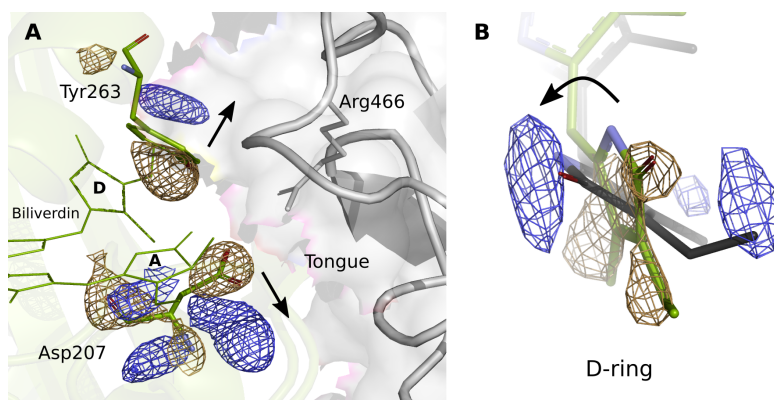 A
B
Tyr263
Arg466
D
Biliverdin
A
Tongue
Asp207
D-ring